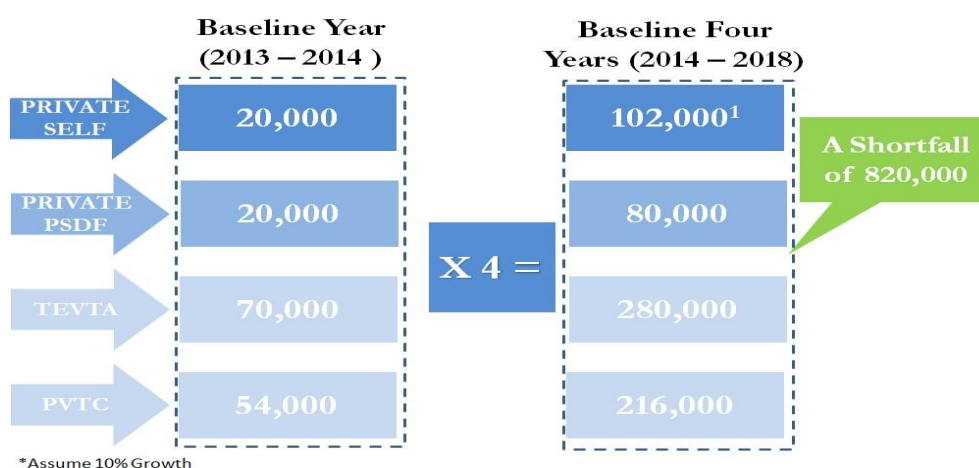 Baseline Year
(2013 – 2014 )
Baseline Four
Years (2014 – 2018)
PRIVATE
SELF
20,000
102,000¹
A Shortfall
of 820,000
PRIVATE
PSDF
20,000
80,000
X 4 =
TEVTA
70,000
280,000
PVTC
54,000
216,000
*Assume 10% Growth